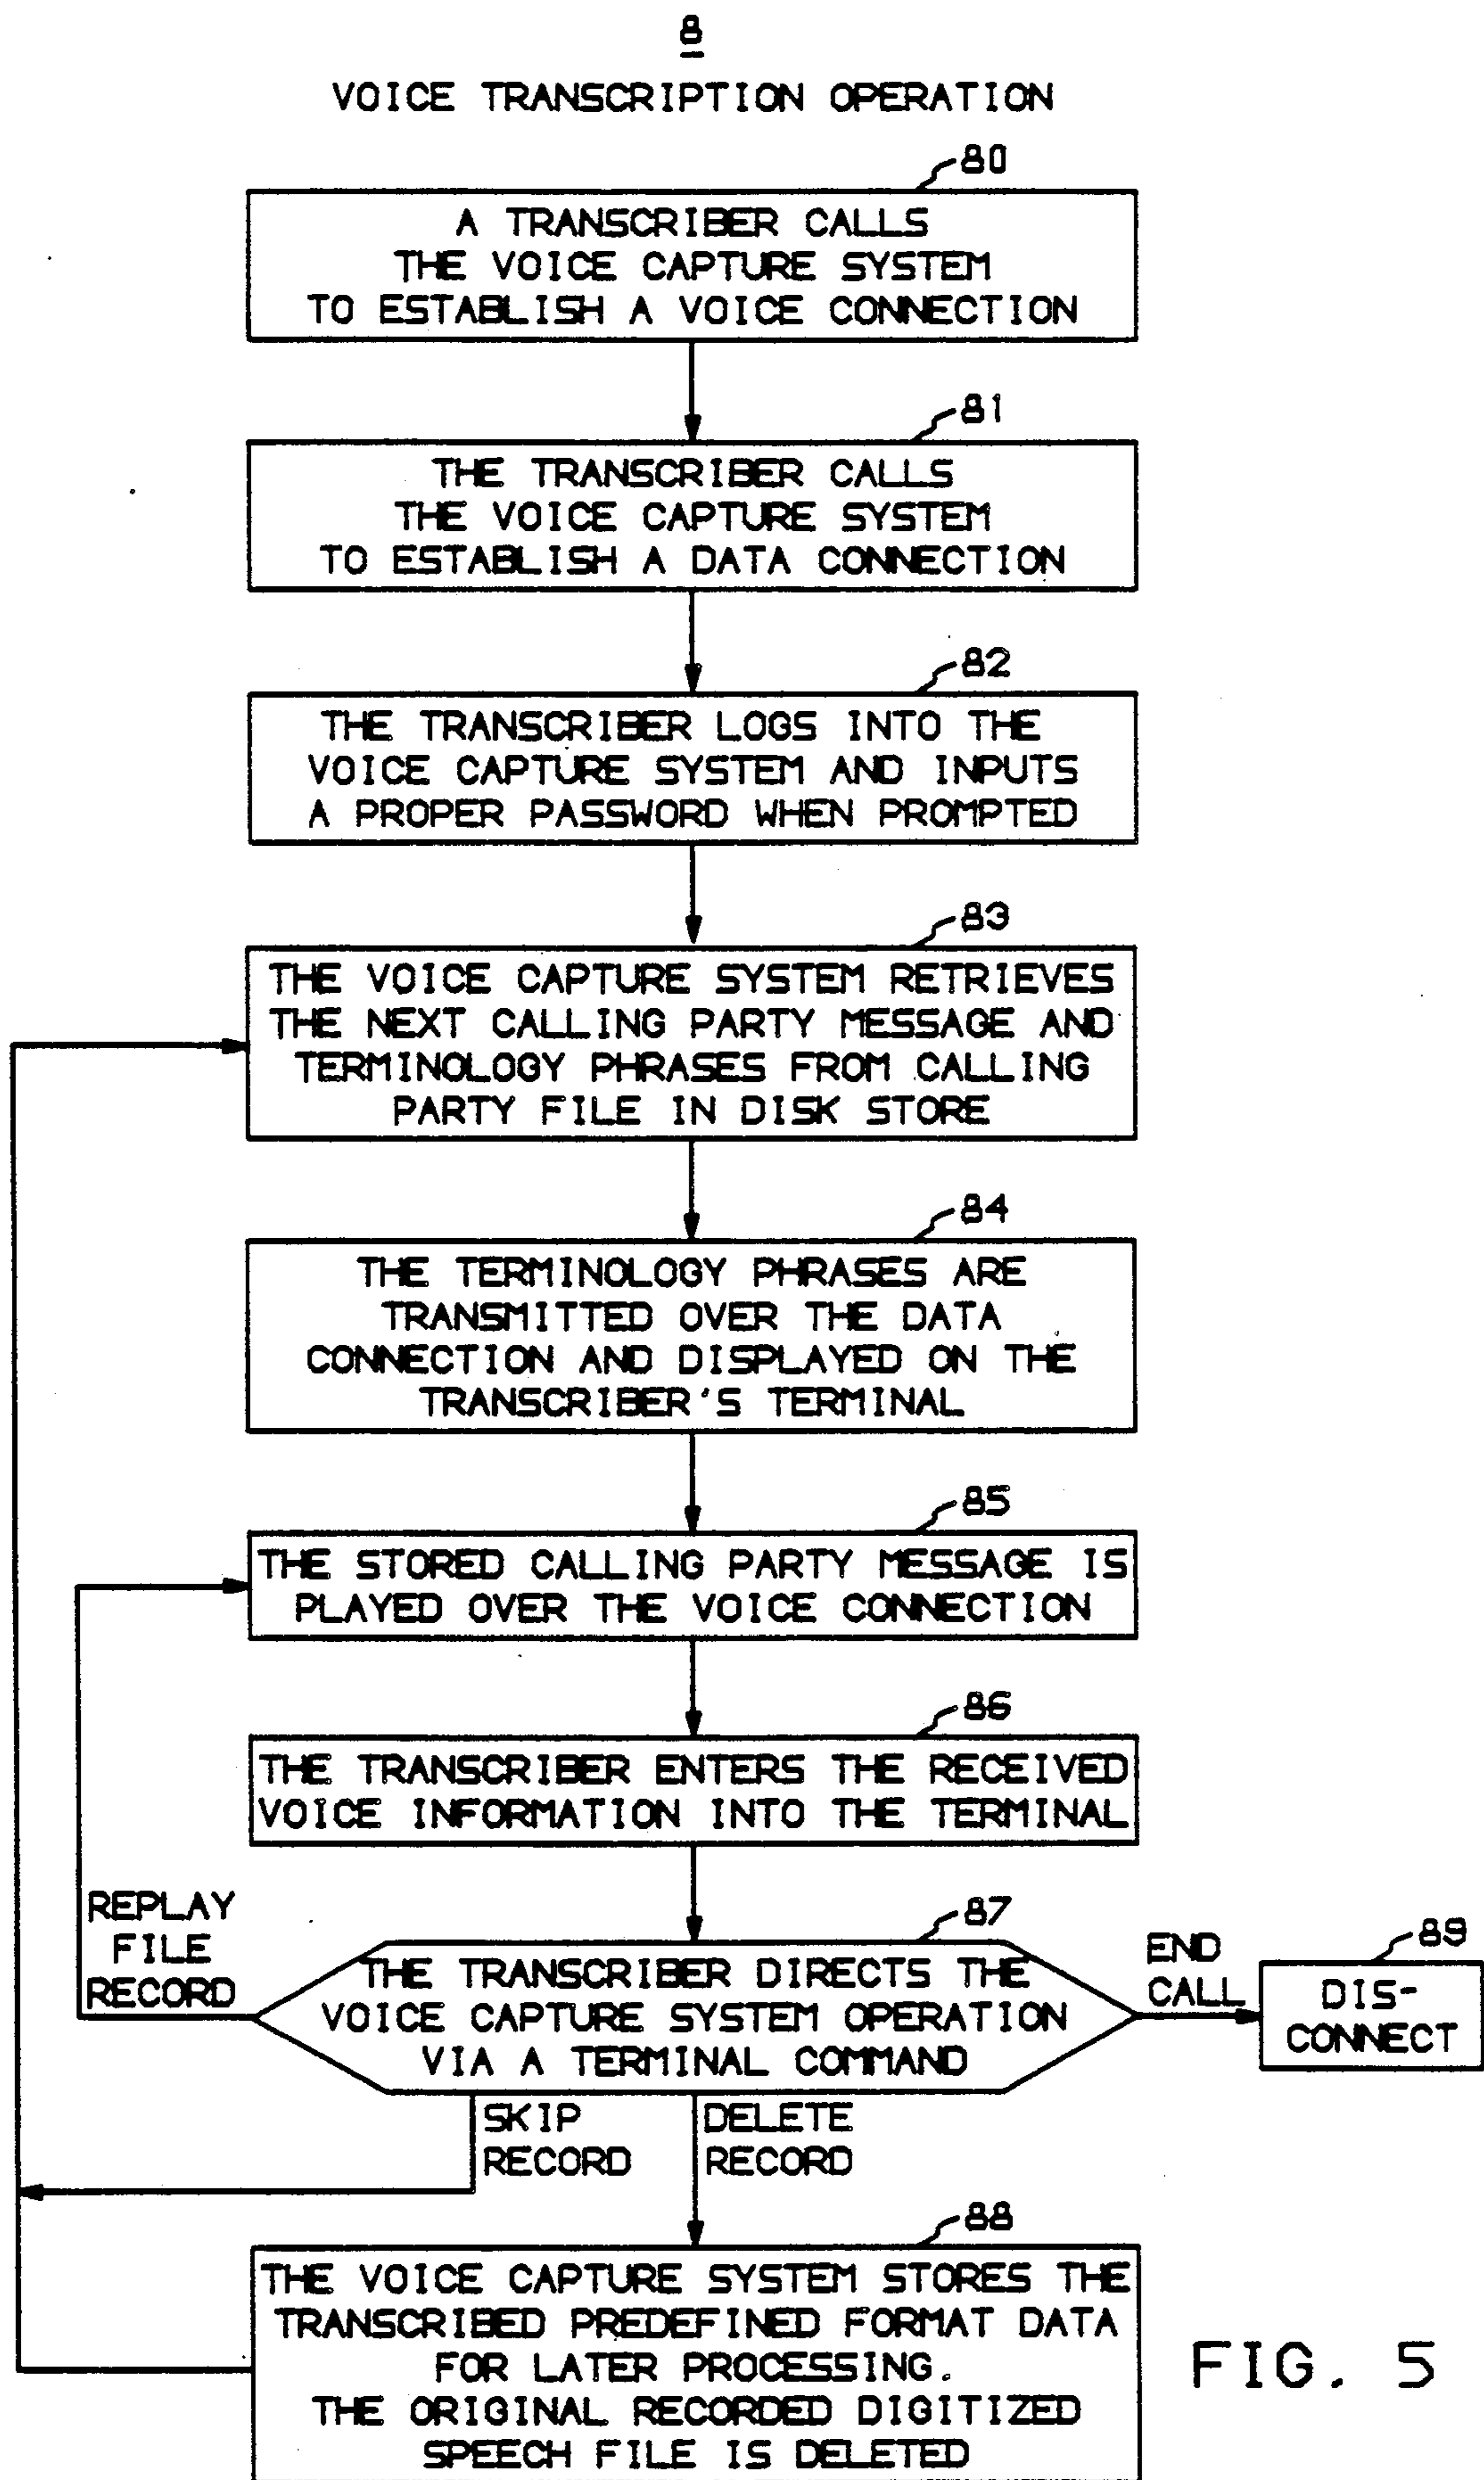 8
VOICE TRANSCRIPTION OPERATION
80
A TRANSCRIBER CALLS
THE VOICE CAPTURE SYSTEM
TO ESTABLISH A VOICE CONNECTION
81
THE TRANSCRIBER CALLS
THE VOICE CAPTURE SYSTEM
TO ESTABLISH A DATA CONNECTION
82
THE TRANSCRIBER LOGS INTO THE
VOICE CAPTURE SYSTEM AND INPUTS
A PROPER PASSWORD WHEN PROMPTED
83
THE VOICE CAPTURE SYSTEM RETRIEVES
THE NEXT CALLING PARTY MESSAGE AND
TERMINOLOGY PHRASES FROM CALLING
PARTY FILE IN DISK STORE
84
THE TERMINOLOGY PHRASES ARE
TRANSMITTED OVER THE DATA
CONNECTION AND DISPLAYED ON THE
TRANSCRIBER'S TERMINAL
85
THE STORED CALLING PARTY MESSAGE IS
PLAYED OVER THE VOICE CONNECTION
86
THE TRANSCRIBER ENTERS THE RECEIVED
VOICE INFORMATION INTO THE TERMINAL
REPLAY
FILE
RECORD
87
THE TRANSCRIBER DIRECTS THE
VOICE CAPTURE SYSTEM OPERATION
VIA A TERMINAL COMMAND
END
CALL
89
DIS-
CONNECT
SKIP
RECORD
DELETE
RECORD
88
THE VOICE CAPTURE SYSTEM STORES THE
TRANSCRIBED PREDEFINED FORMAT DATA
FOR LATER PROCESSING.
THE ORIGINAL RECORDED DIGITIZED
SPEECH FILE IS DELETED
FIG. 5